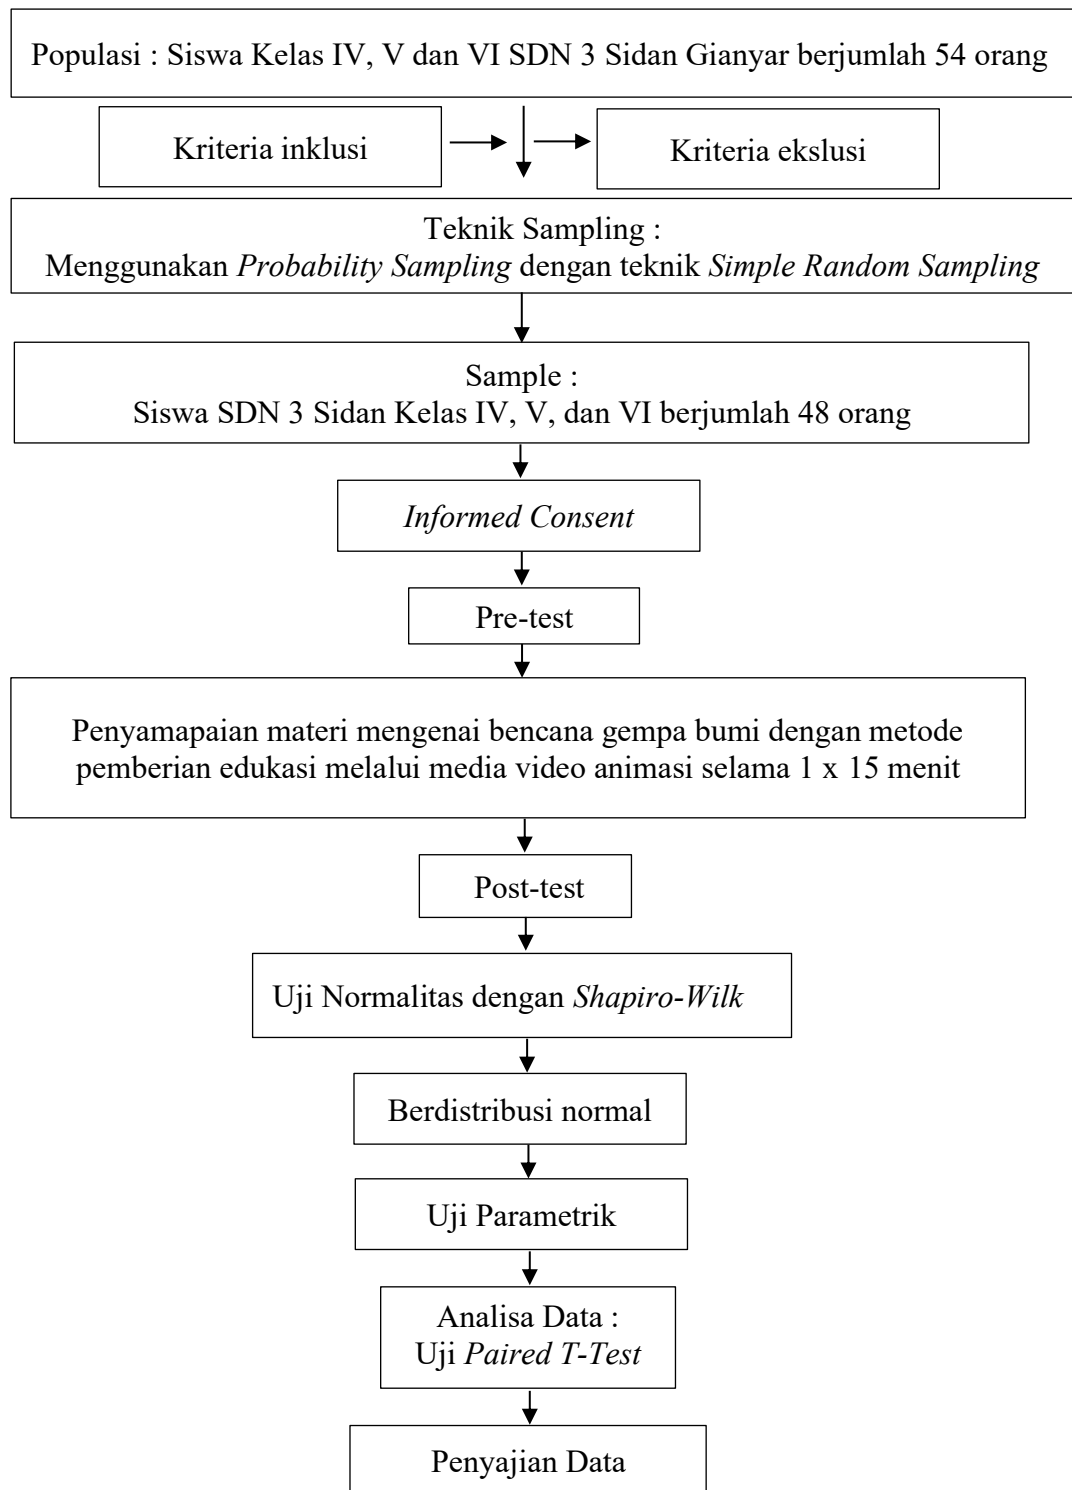 Populasi : Siswa Kelas IV, V dan VI SDN 3 Sidan Gianyar berjumlah 54 orang
Kriteria inklusi
Kriteria ekslusi
Teknik Sampling :
Menggunakan Probability Sampling dengan teknik Simple Random Sampling
Sample :
Siswa SDN 3 Sidan Kelas IV, V, dan VI berjumlah 48 orang
Informed Consent
Pre-test
Penyamapaian materi mengenai bencana gempa bumi dengan metode
pemberian edukasi melalui media video animasi selama 1 x 15 menit
Post-test
Uji Normalitas dengan Shapiro-Wilk
Berdistribusi normal
Uji Parametrik
Analisa Data :
Uji Paired T-Test
Penyajian Data